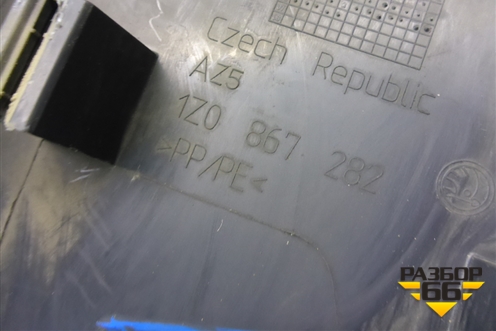 Czech Republic
AZ5
1Z0 867 282
>PP/PE<
РАЗБОР
66